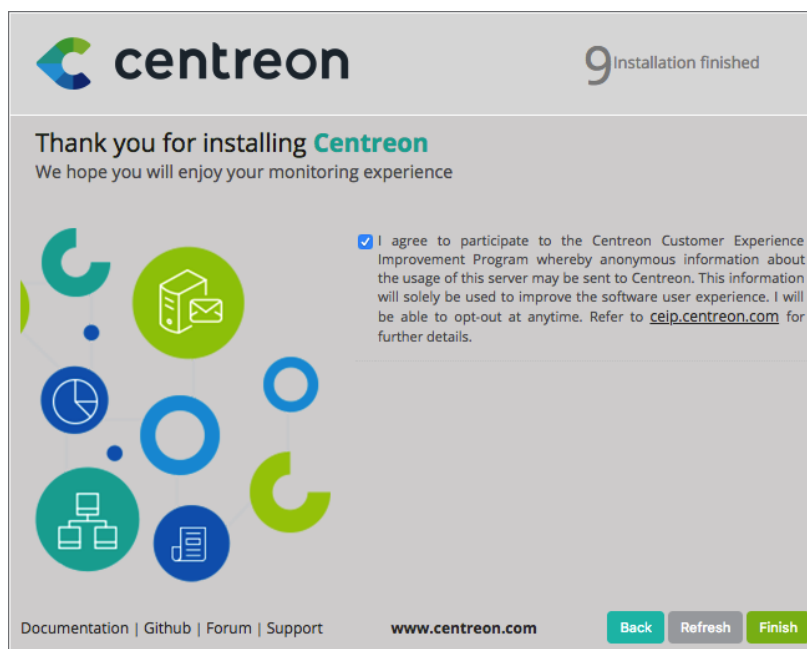 centreon
9 Installation finished
Thank you for installing Centreon
We hope you will enjoy your monitoring experience
I agree to participate to the Centreon Customer Experience
Improvement Program whereby anonymous information about
the usage of this server may be sent to Centreon. This information
will solely be used to improve the software user experience. I will
be able to opt-out at anytime. Refer to ceip.centreon.com for
further details.
Documentation | Github | Forum | Support
www.centreon.com
Back
Refresh
Finish